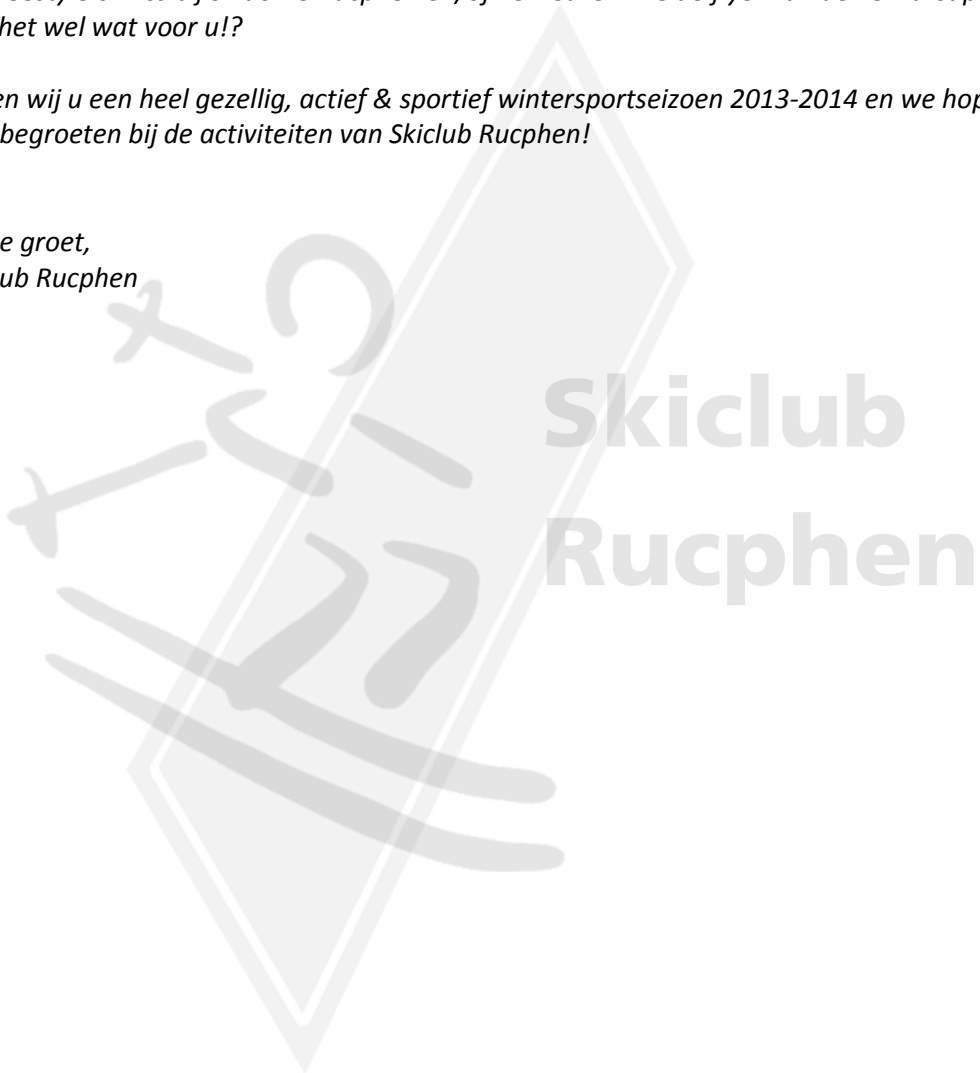 het wel wat voor u!?
en wij u een heel gezellig, actief & sportief wintersportseizoen 2013-2014 en we hop
begroeten bij de activiteiten van Skiclub Rucphen!
e groet,
ub Rucphen
Skiclub
Rucphen